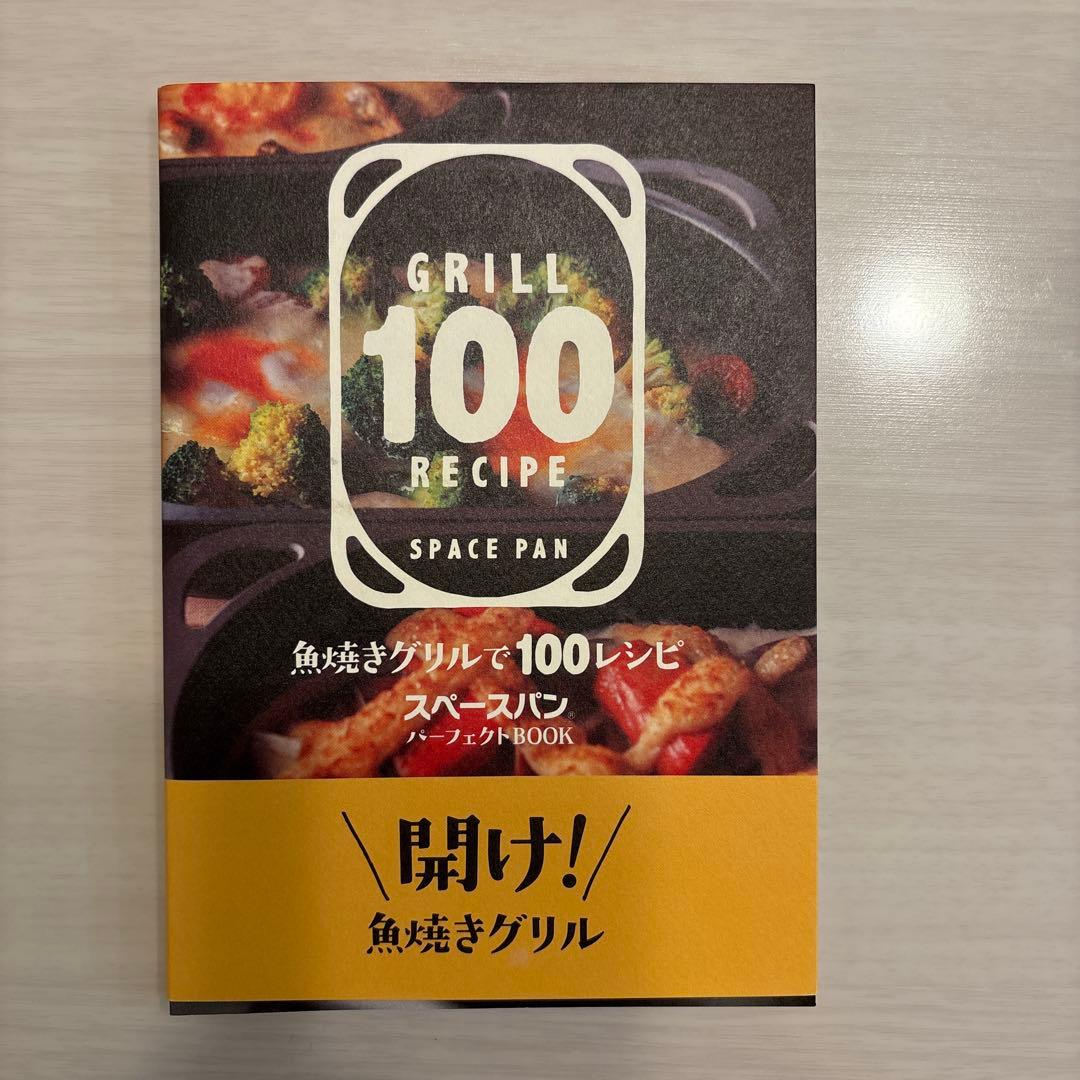 GRILL
100
RECIPE
SPACE PAN
魚焼きグリルで100レシピ
スペースパン®
パーフェクトBOOK
\開け!/
魚焼きグリル